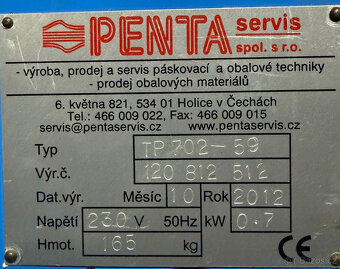 PENTA servis
spol. s r.o.
- výroba, prodej a servis páskovací a obalové techniky
- prodej obalových materiálů
6. května 821, 534 01 Holice v Čechách
Tel.: 466 009 022, Fax: 466 009 015
servis@pentaservis.cz www.pentaservis.cz
Typ TP 702-59
Výr.č. 120 812 512
Dat.výr. Měsíc 10 Rok 2012
Napětí 230 V 50Hz kW 0.7
Hmot. 165 kg CE